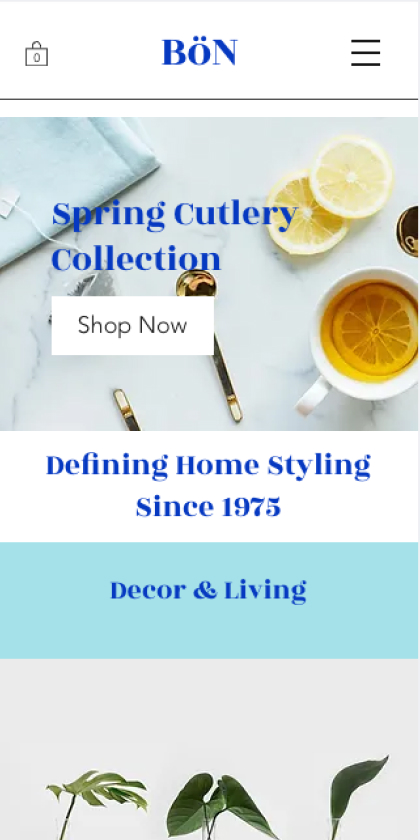 0
BöN
Spring Cutlery
Collection
Shop Now
Defining Home Styling
Since 1975
Decor & Living